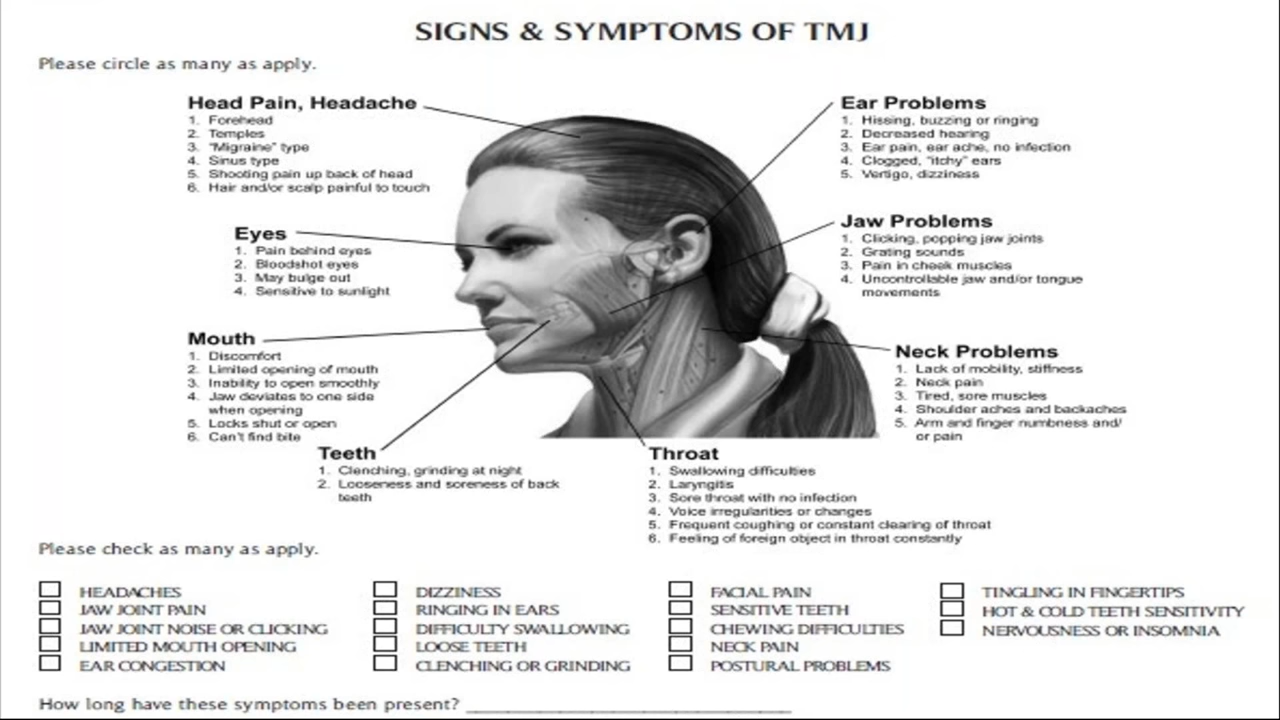 SIGNS & SYMPTOMS OF TMJ
Please circle as many as apply.
Head Pain, Headache
1. Forehead
2. Temples
3. "Migraine" type
4. Sinus type
5. Shooting pain up back of head
6. Hair and/or scalp painful to touch
Eyes
1. Pain behind eyes
2. Bloodshot eyes
3. May bulge out
4. Sensitive to sunlight
Mouth
1. Discomfort
2. Limited opening of mouth
3. Inability to open smoothly
4. Jaw deviates to one side
when opening
5. Locks shut or open
6. Can't find bite
Teeth
1. Clenching, grinding at night
2. Looseness and soreness of back
teeth
Ear Problems
1. Hissing, buzzing or ringing
2. Decreased hearing
3. Ear pain, ear ache, no infection
4. Clogged, "itchy" ears
5. Vertigo, dizziness
Jaw Problems
1. Clicking, popping jaw joints
2. Grating sounds
3. Pain in cheek muscles
4. Uncontrollable jaw and/or tongue
movements
Neck Problems
1. Lack of mobility, stiffness
2. Neck pain
3. Tired, sore muscles
4. Shoulder aches and backaches
5. Arm and finger numbness and/
or pain
Throat
1. Swallowing difficulties
2. Laryngitis
3. Sore throat with no infection
4. Voice irregularities or changes
5. Frequent coughing or constant clearing of throat
6. Feeling of foreign object in throat constantly
Please check as many as apply.
HEADACHES
JAW JOINT PAIN
JAW JOINT NOISE OR CLICKING
LIMITED MOUTH OPENING
EAR CONGESTION
DIZZINESS
RINGING IN EARS
DIFFICULTY SWALLOWING
LOOSE TEETH
CLENCHING OR GRINDING
FACIAL PAIN
SENSITIVE TEETH
CHEWING DIFFICULTIES
NECK PAIN
POSTURAL PROBLEMS
TINGLING IN FINGERTIPS
HOT & COLD TEETH SENSITIVITY
NERVOUSNESS OR INSOMNIA
How long have these symptoms been present?